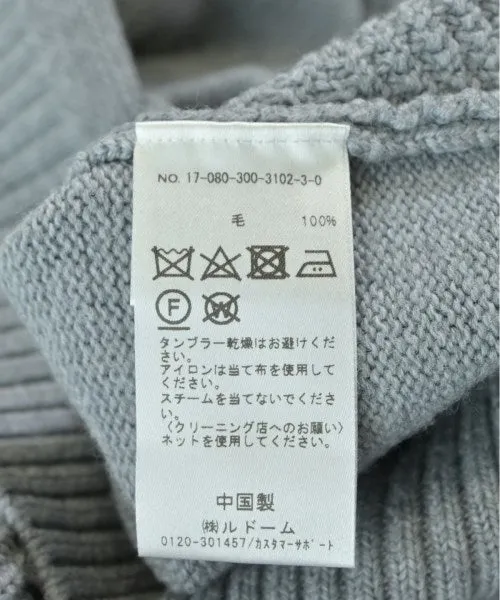 NO. 17-080-300-3102-3-0
毛 100%
F W
タンブラー乾燥はお避けくだ
さい。
アイロンは当て布を使用して
ください。
スチームを当てないでくださ
い。
〈クリーニング店へのお願い〉
ネットを使用してください。
中国製
㈱ルドーム
0120-301457/カスタマーサポート